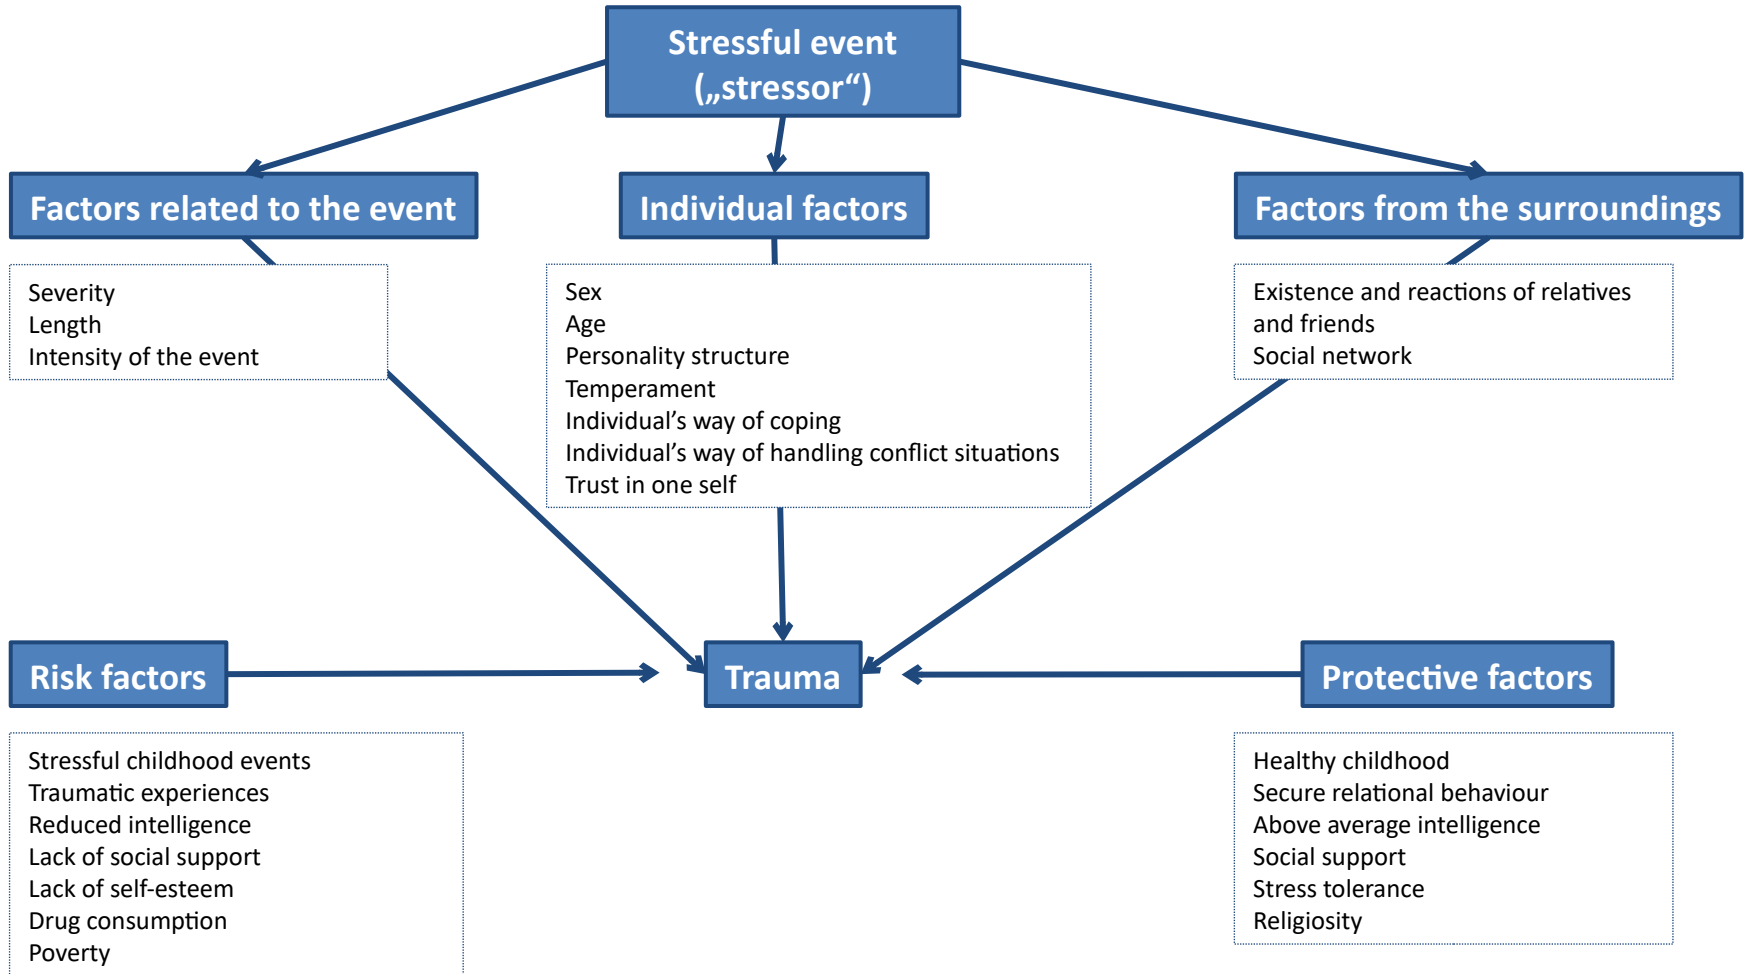 Stressful event
(„stressor“)
Factors related to the event
Individual factors
Factors from the surroundings
Severity
Length
Intensity of the event
Sex
Age
Personality structure
Temperament
Individual’s way of coping
Individual’s way of handling conflict situations
Trust in one self
Existence and reactions of relatives
and friends
Social network
Risk factors
Trauma
Protective factors
Stressful childhood events
Traumatic experiences
Reduced intelligence
Lack of social support
Lack of self-esteem
Drug consumption
Poverty
Healthy childhood
Secure relational behaviour
Above average intelligence
Social support
Stress tolerance
Religiosity